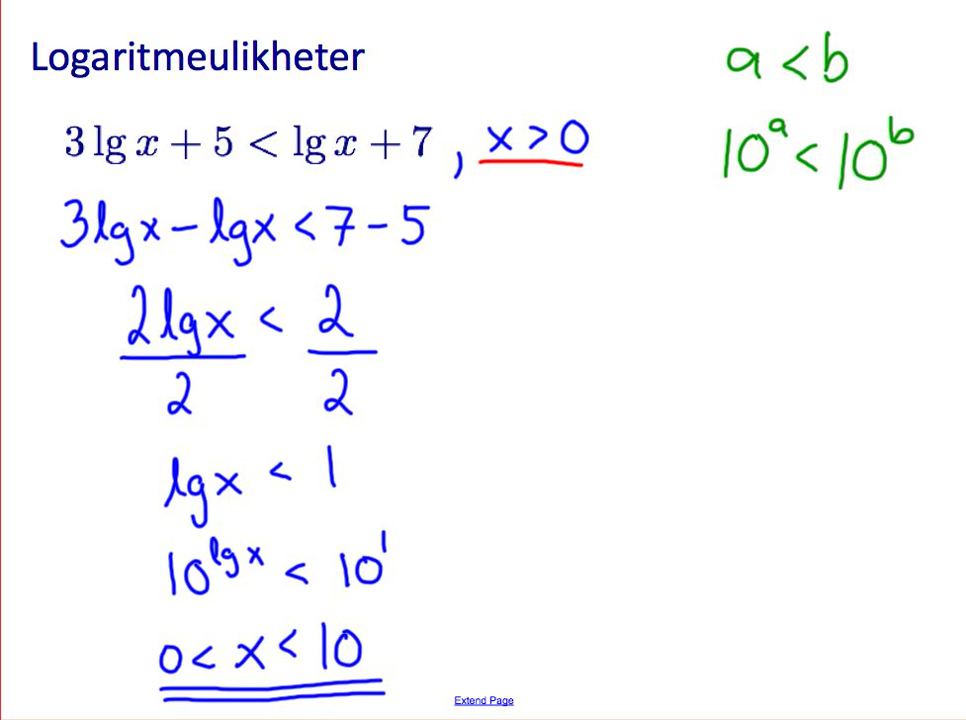 Logaritmeulikheter
3 lg x + 5 < lg x + 7 , x > 0
3lgx - lgx < 7 - 5
2lgx < 2
2 2
lgx < 1
10^lgx < 10^1
0 < x < 10
a < b
10^a < 10^b
Extend Page